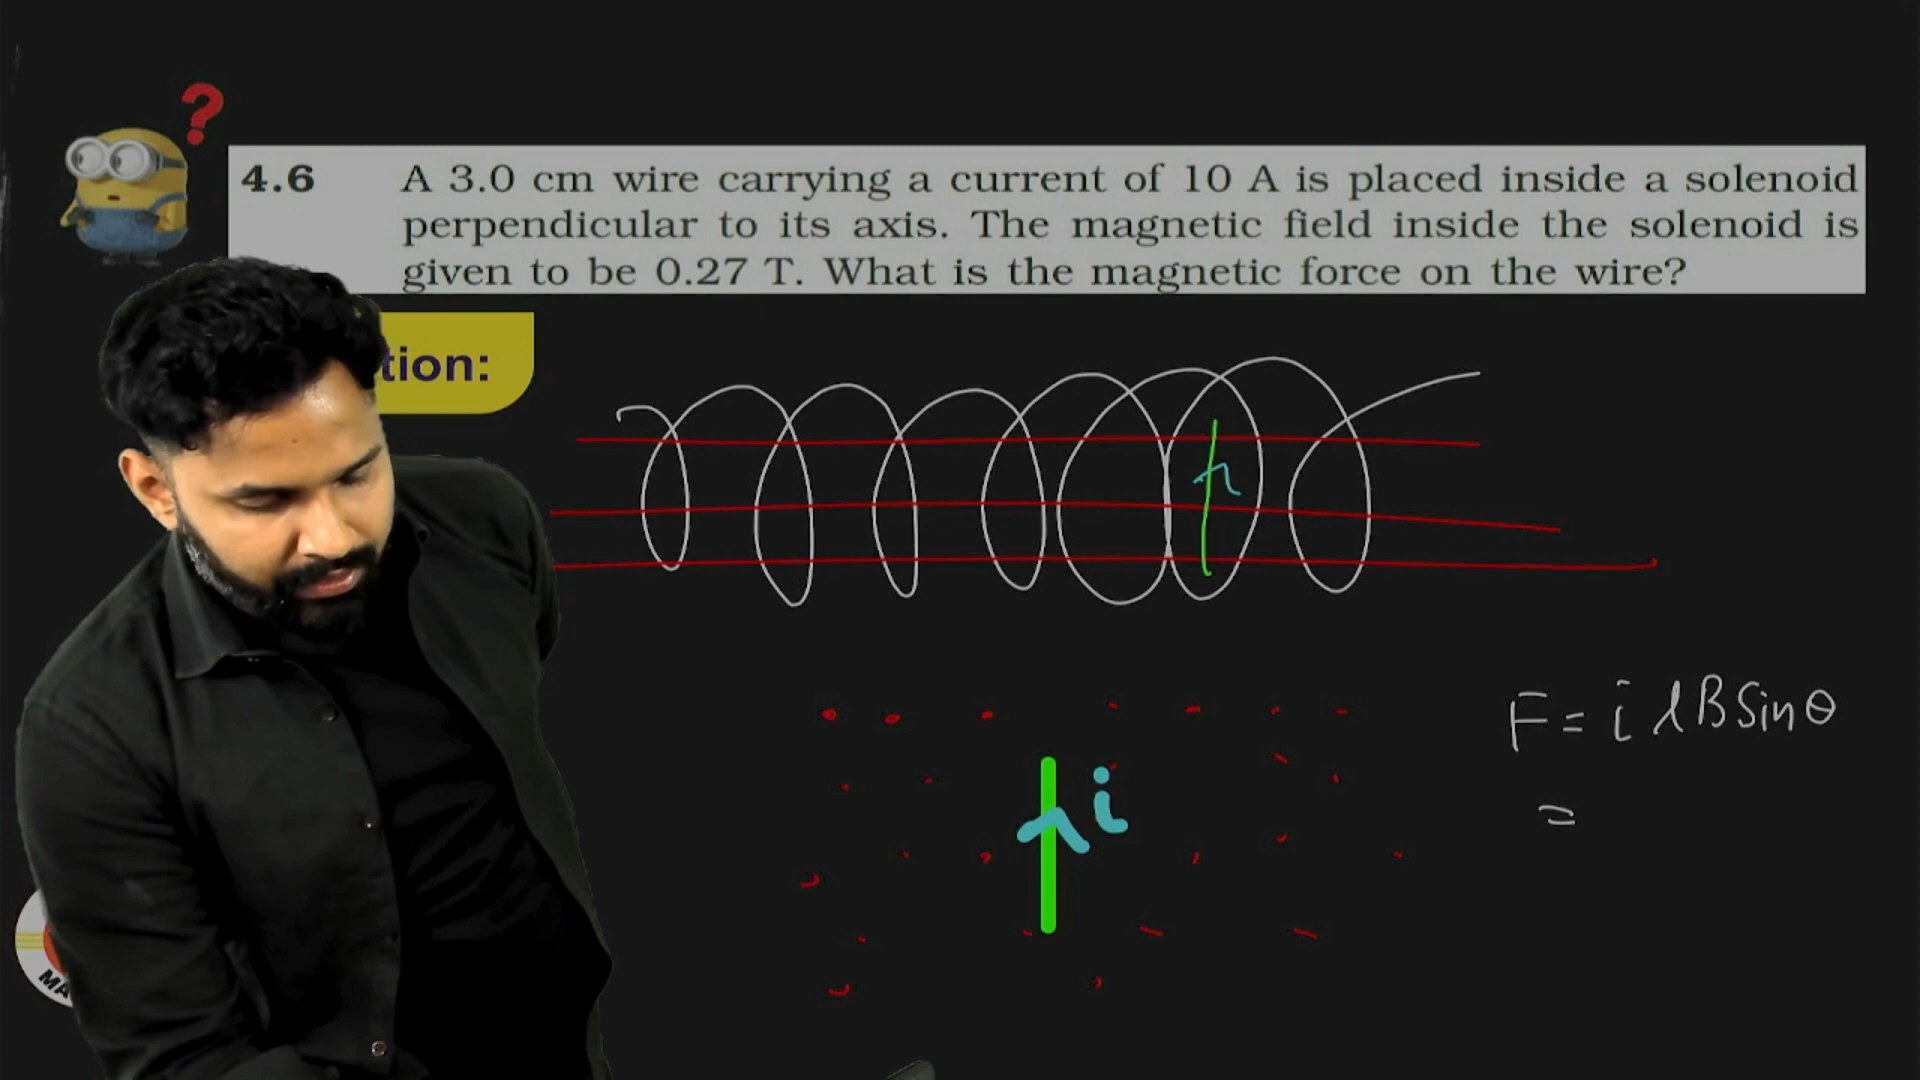 ?
4.6 A 3.0 cm wire carrying a current of 10 A is placed inside a solenoid
perpendicular to its axis. The magnetic field inside the solenoid is
given to be 0.27 T. What is the magnetic force on the wire?
tion:
F = i l B Sin θ
i
=
MA